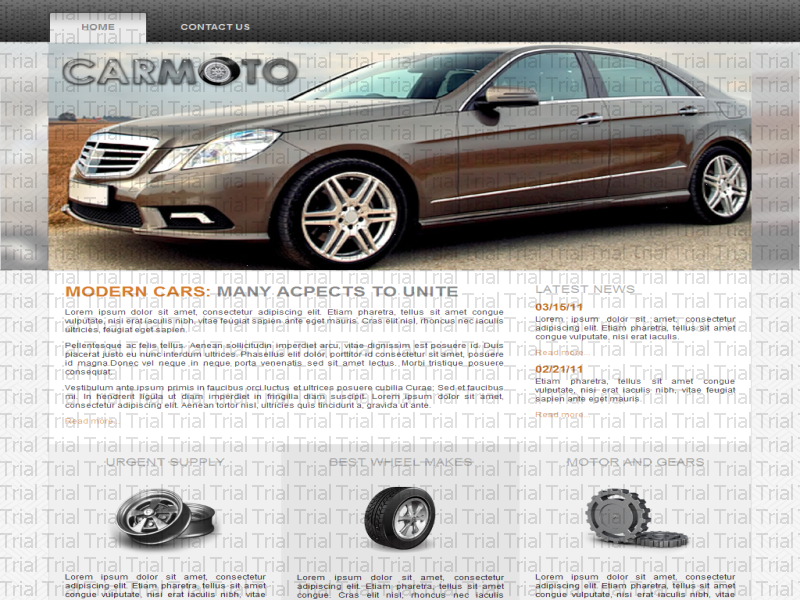 HOME CONTACT US
CARMOTO
MODERN CARS: MANY ACPECTS TO UNITE
Lorem ipsum dolor sit amet, consectetur adipiscing elit. Etiam pharetra, tellus sit amet congue
vulputate, nisi erat iaculis nibh, vitae feugiat sapien ante eget mauris. Cras elit nisl, rhoncus nec iaculis
ultricies, feugiat eget sapien.
Pellentesque ac felis tellus. Aenean sollicitudin imperdiet arcu, vitae dignissim est posuere id. Duis
placerat justo eu nunc interdum ultrices. Phasellus elit dolor, porttitor id consectetur sit amet, posuere
id magna.Donec vel neque in neque porta venenatis sed sit amet lectus. Morbi tristique posuere
consequat.
Vestibulum ante ipsum primis in faucibus orci luctus et ultrices posuere cubilia Curae; Sed et faucibus
mi. In hendrerit ligula ut diam imperdiet in fringilla diam suscipit. Lorem ipsum dolor sit amet,
consectetur adipiscing elit. Aenean tortor nisl, ultricies quis tincidunt a, gravida ut ante.
Read more...
LATEST NEWS
03/15/11
Lorem ipsum dolor sit amet, consectetur
adipiscing elit. Etiam pharetra, tellus sit amet
congue vulputate, nisi erat iaculis.
Read more...
02/21/11
Etiam pharetra, tellus sit amet congue
vulputate, nisi erat iaculis nibh, vitae feugiat
sapien ante eget mauris.
Read more...
URGENT SUPPLY
BEST WHEEL MAKES
MOTOR AND GEARS
Lorem ipsum dolor sit amet, consectetur
adipiscing elit. Etiam pharetra, tellus sit amet
congue vulputate, nisi erat iaculis nibh, vitae
Lorem ipsum dolor sit amet, consectetur
adipiscing elit. Etiam pharetra, tellus sit amet
congue. Cras elit nisl, rhoncus nec iaculis
Lorem ipsum dolor sit amet, consectetur
adipiscing elit. Etiam pharetra, tellus sit amet
congue vulputate, nisi erat iaculis nibh, vitae